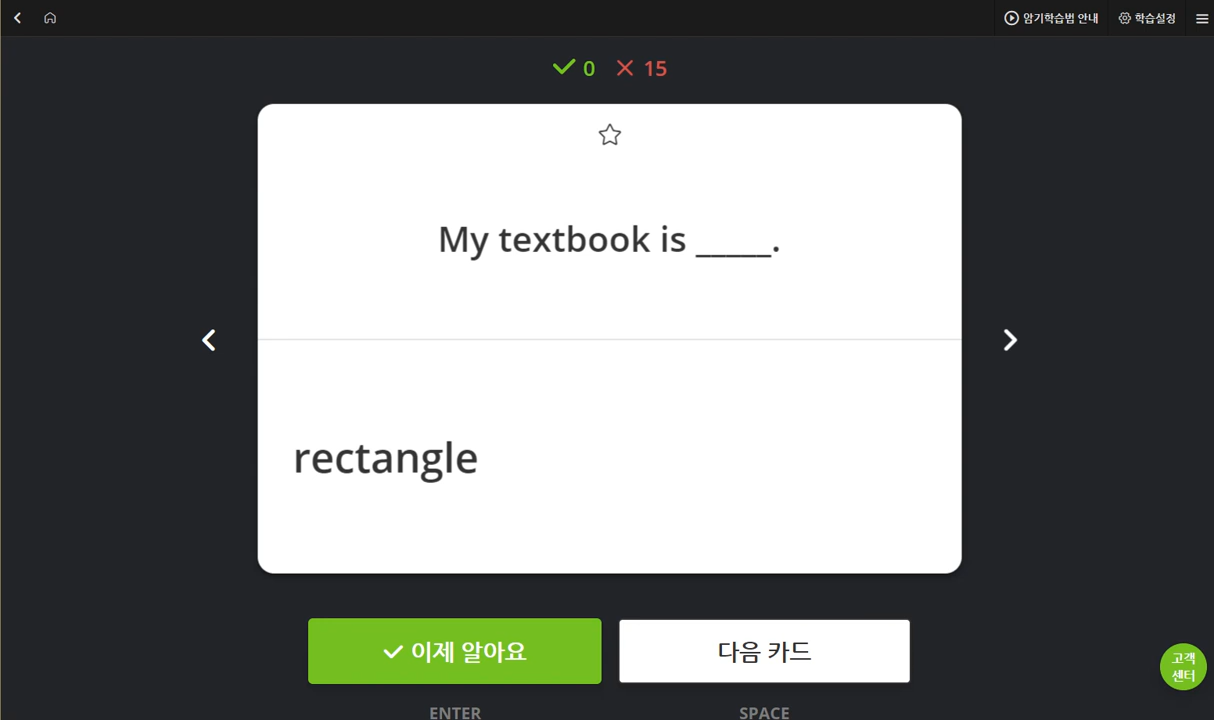 암기학습법 안내
학습설정
0
15
My textbook is _____.
rectangle
이제 알아요
다음 카드
ENTER
SPACE
고객
센터